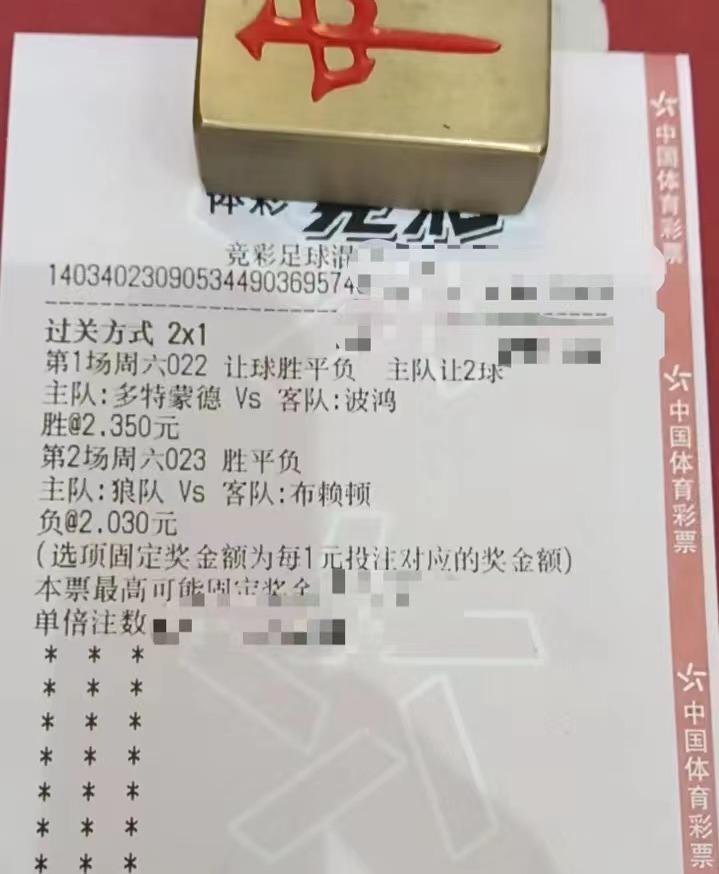 体彩 竞彩
竞彩足球混
14034023090534490369574
过关方式 2x1
第1场周六022 让球胜平负 主队让2球
主队:多特蒙德 Vs 客队:波鸿
胜@2.350元
第2场周六023 胜平负
主队:狼队 Vs 客队:布赖顿
负@2.030元
(选项固定奖金额为每1元投注对应的奖金额)
本票最高可能固定奖金
单倍注数
* * *
* * *
* * *
* * *
* * *
* * *
* * *
中国体育彩票
中国体育彩票
中国体育彩票